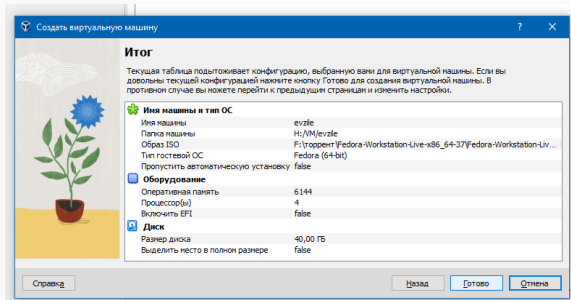 Создать виртуальную машину
Итог
Текущая таблица подытоживает конфигурацию, выбранную вами для виртуальной машины. Если вы
довольны текущей конфигурацией нажмите кнопку Готово для создания виртуальной машины. В
противном случае вы можете перейти к предыдущим страницам и изменить настройки.
Имя машины и тип ОС
Имя машины evzile
Папка машины H:/VM/evzile
Образ ISO F:\торрент\Fedora-Workstation-Live-x86_64-37\Fedora-Workstation-Liv...
Тип гостевой ОС Fedora (64-bit)
Пропустить автоматическую установку false
Оборудование
Оперативная память 6144
Процессор(ы) 4
Включить EFI false
Диск
Размер диска 40,00 ГБ
Выделить место в полном размере false
Справка Назад Готово Отмена